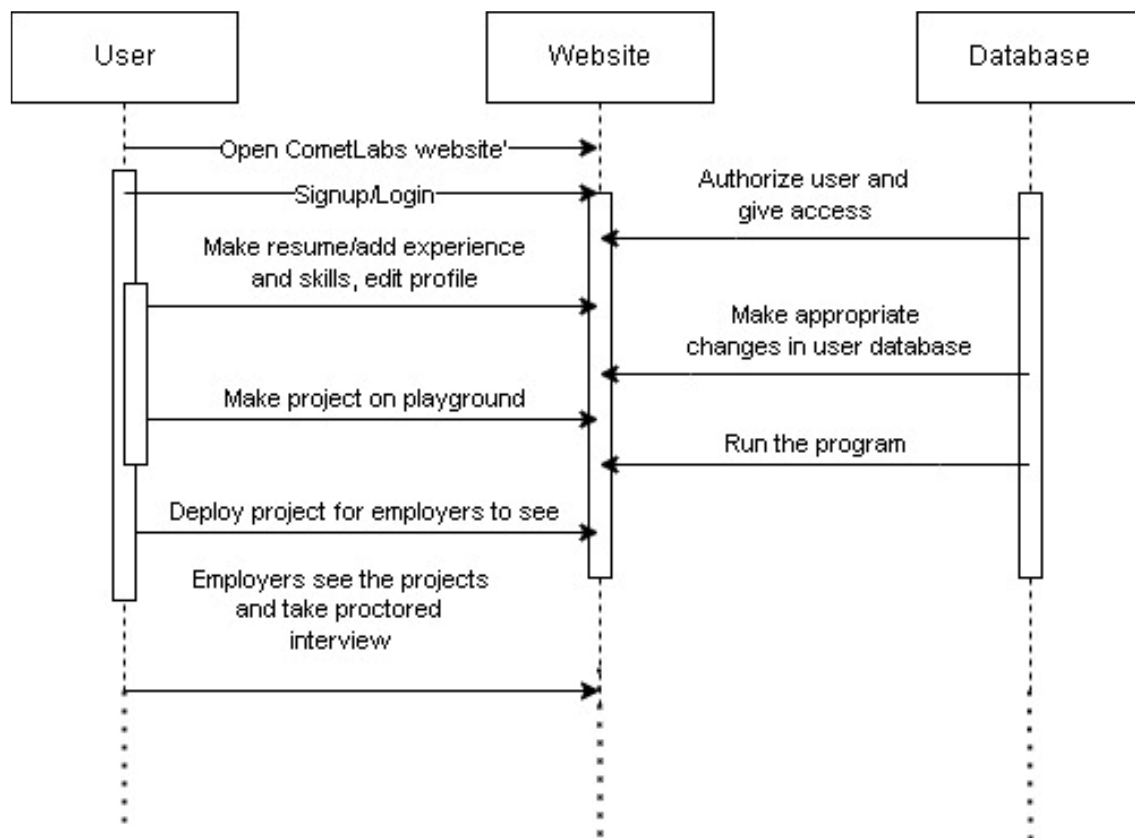 User
Website
Database
Open CometLabs website'
Signup/Login
Authorize user and
give access
Make resume/add experience
and skills, edit profile
Make appropriate
changes in user database
Make project on playground
Run the program
Deploy project for employers to see
Employers see the projects
and take proctored
interview